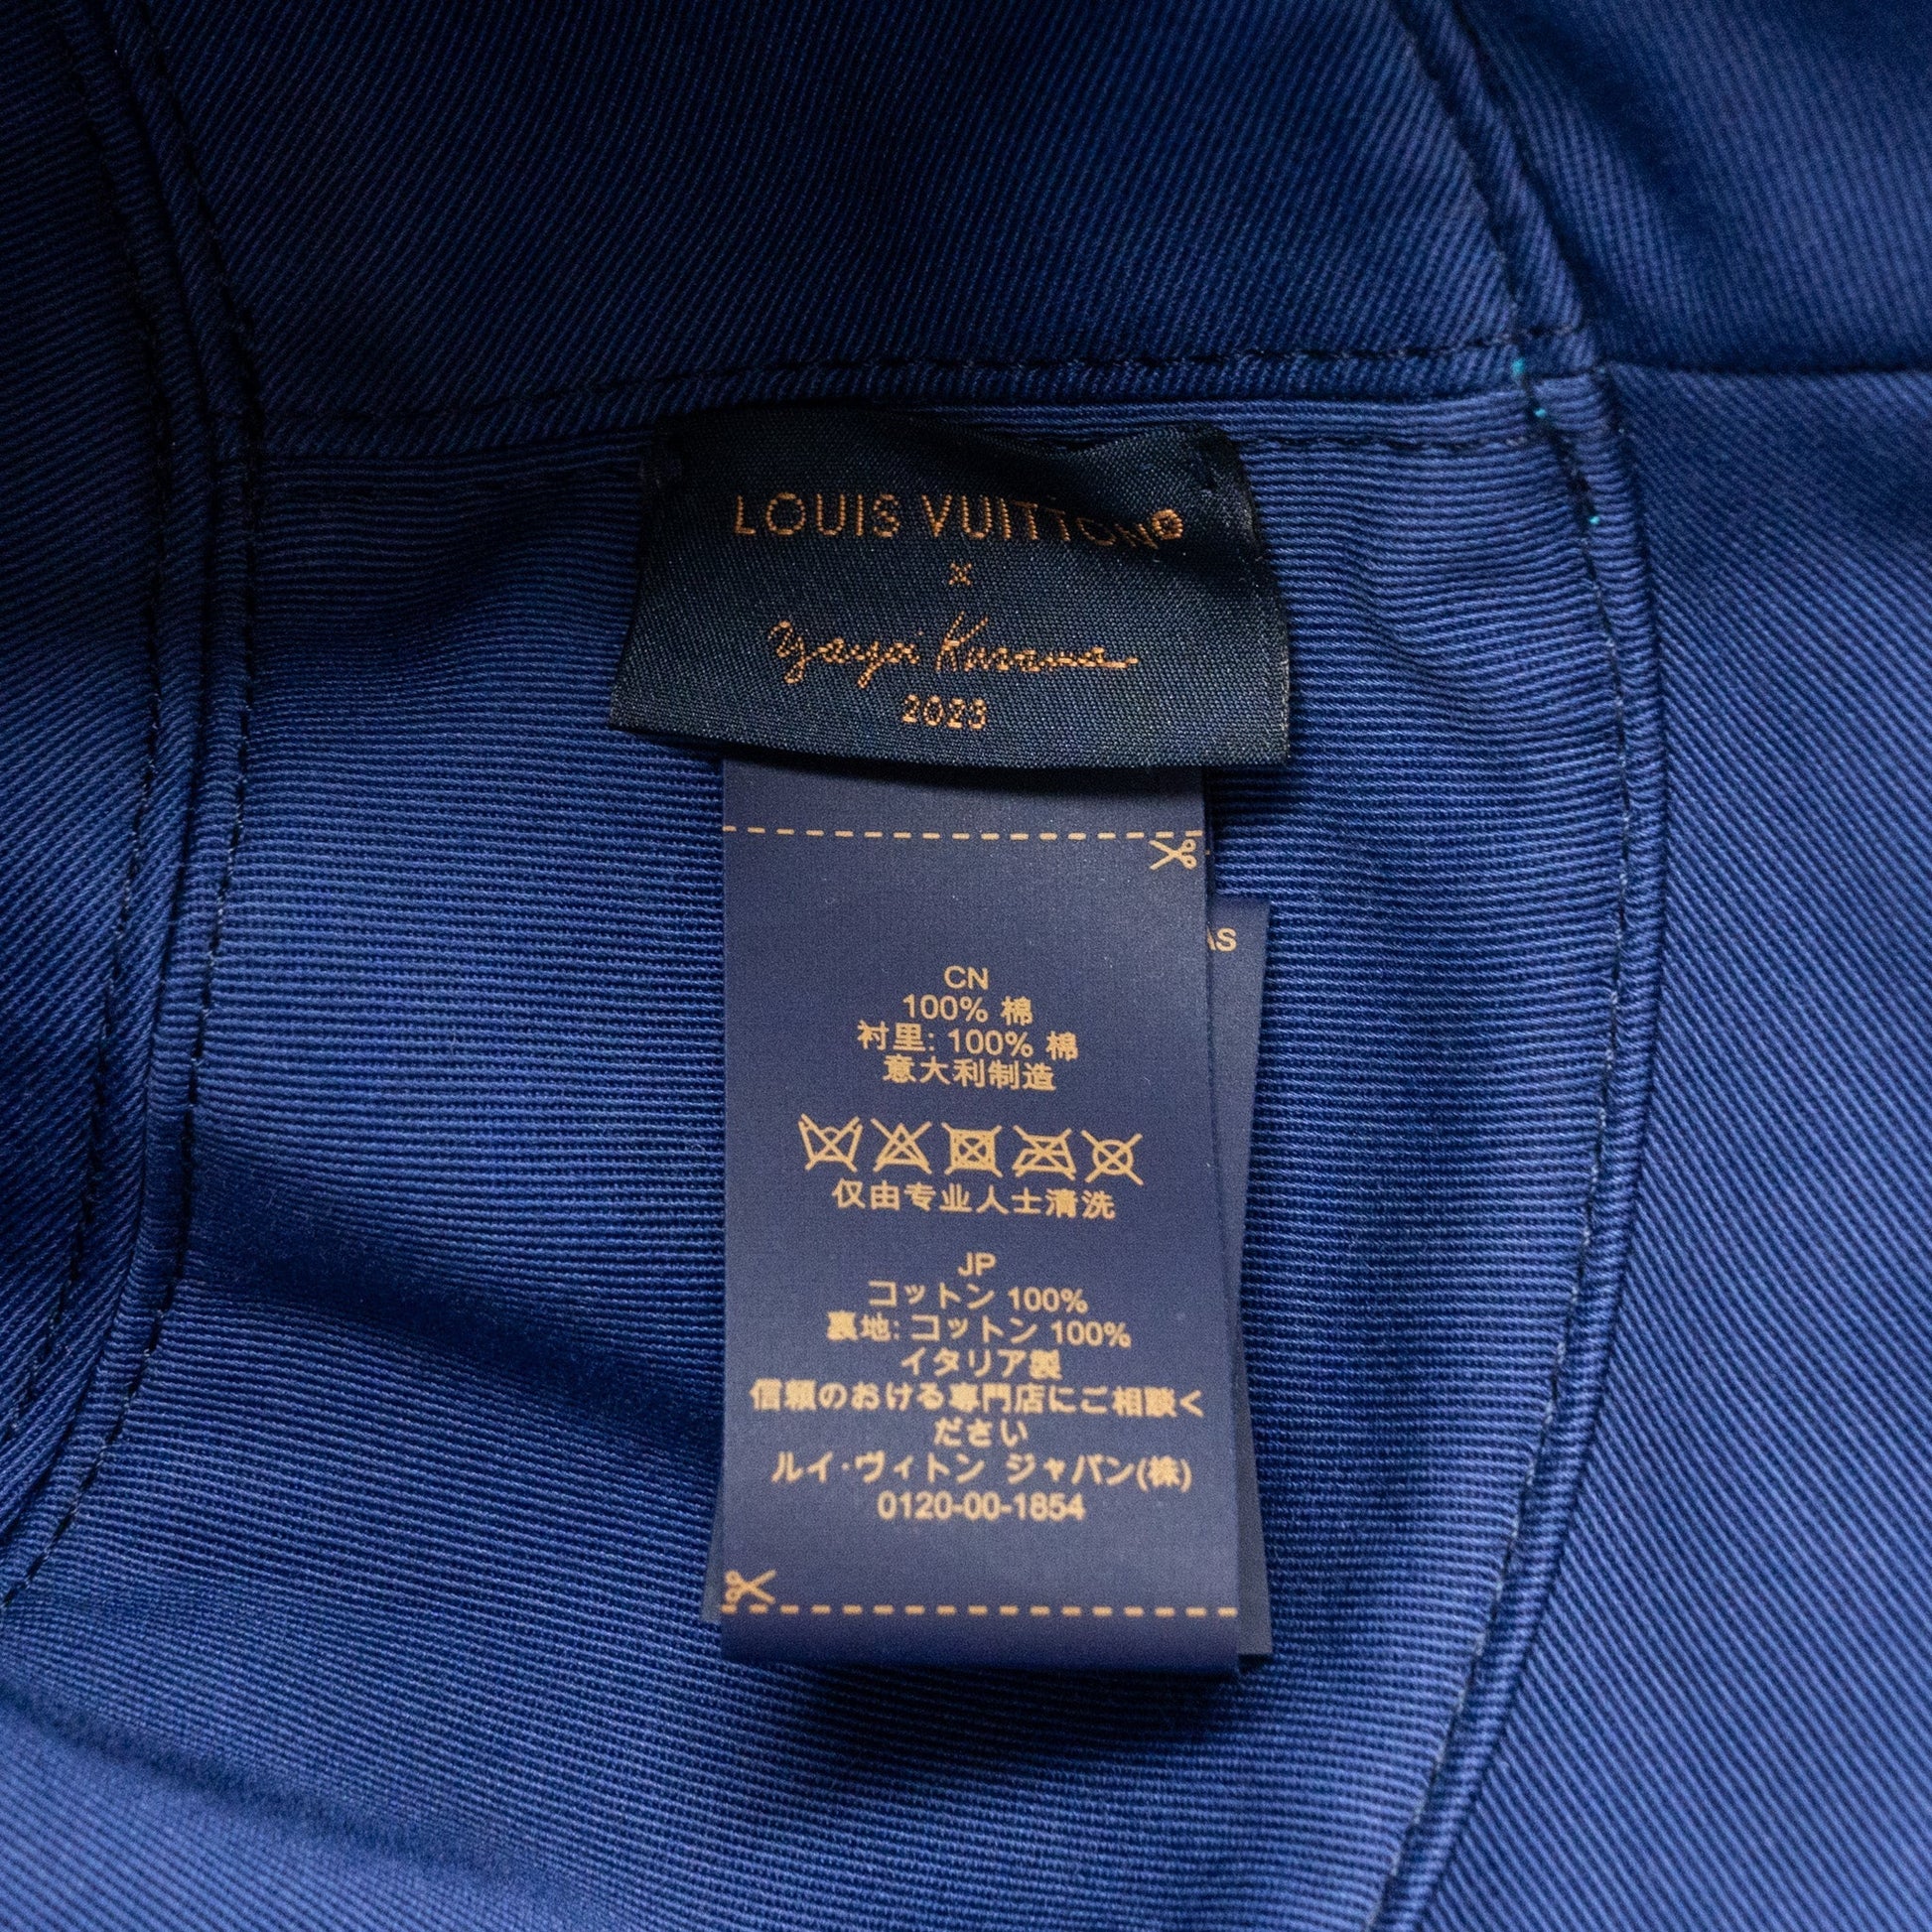 LOUIS VUITTON®
x
Yayoi Kusama
2023
AS
CN
100% 棉
衬里: 100% 棉
意大利制造
仅由专业人士清洗
JP
コットン 100%
裏地: コットン 100%
イタリア製
信頼のおける専門店にご相談く
ださい
ルイ·ヴィトン ジャパン(株)
0120-00-1854